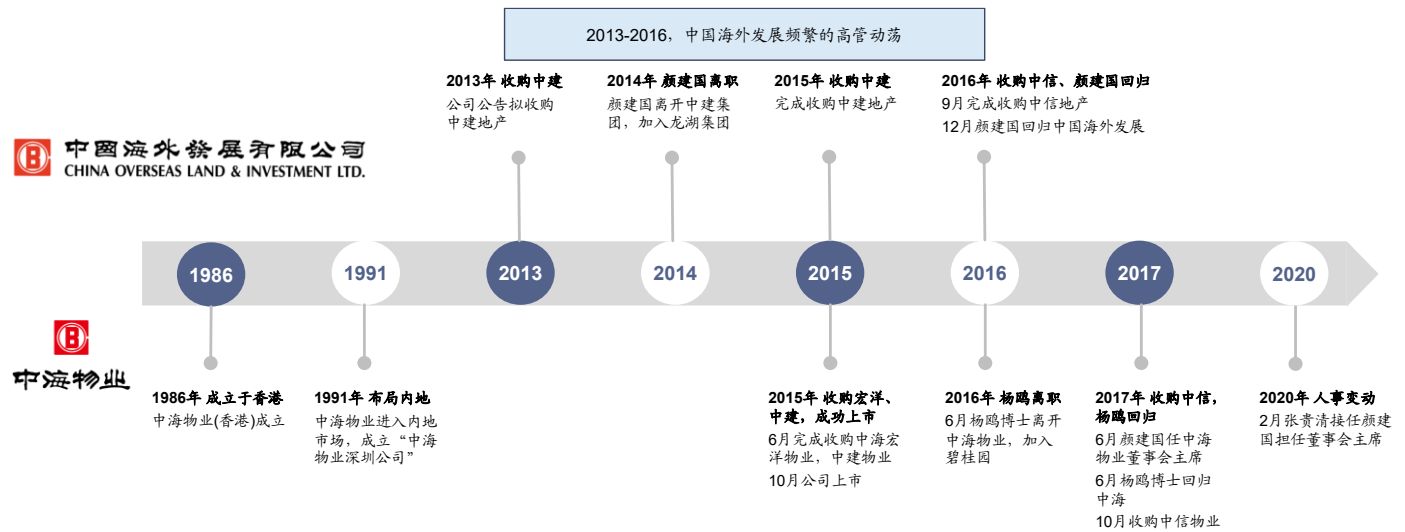 2013-2016，中国海外发展频繁的高管动荡
2013年 收购中建
公司公告拟收购
中建地产
2014年 颜建国离职
颜建国离开中建集
团，加入龙湖集团
2015年 收购中建
完成收购中建地产
2016年 收购中信、颜建国回归
9月完成收购中信地产
12月颜建国回归中国海外发展
中國海外發展有限公司
CHINA OVERSEAS LAND & INVESTMENT LTD.
1986
1991
2013
2014
2015
2016
2017
2020
中海物业
1986年 成立于香港
中海物业(香港)成立
1991年 布局内地
中海物业进入内地
市场，成立“中海
物业深圳公司”
2015年 收购宏洋、
中建，成功上市
6月完成收购中海宏
洋物业，中建物业
10月公司上市
2016年 杨鸥离职
6月杨鸥博士离开
中海物业，加入
碧桂园
2017年 收购中信，
杨鸥回归
6月颜建国任中海
物业董事会主席
6月杨鸥博士回归
中海
10月收购中信物业
2020年 人事变动
2月张贵清接任颜建
国担任董事会主席